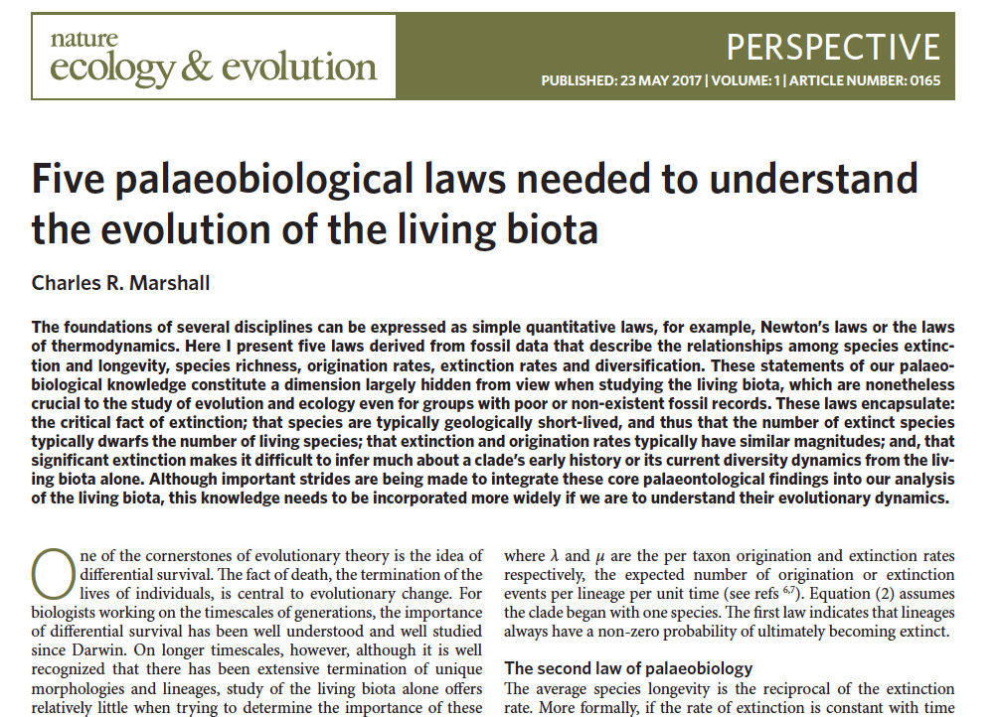 nature
ecology & evolution
PERSPECTIVE
PUBLISHED: 23 MAY 2017 | VOLUME: 1 | ARTICLE NUMBER: 0165
Five palaeobiological laws needed to understand
the evolution of the living biota
Charles R. Marshall
The foundations of several disciplines can be expressed as simple quantitative laws, for example, Newton’s laws or the laws
of thermodynamics. Here I present five laws derived from fossil data that describe the relationships among species extinc-
tion and longevity, species richness, origination rates, extinction rates and diversification. These statements of our palaeo-
biological knowledge constitute a dimension largely hidden from view when studying the living biota, which are nonetheless
crucial to the study of evolution and ecology even for groups with poor or non-existent fossil records. These laws encapsulate:
the critical fact of extinction; that species are typically geologically short-lived, and thus that the number of extinct species
typically dwarfs the number of living species; that extinction and origination rates typically have similar magnitudes; and, that
significant extinction makes it difficult to infer much about a clade’s early history or its current diversity dynamics from the liv-
ing biota alone. Although important strides are being made to integrate these core palaeontological findings into our analysis
of the living biota, this knowledge needs to be incorporated more widely if we are to understand their evolutionary dynamics.
One of the cornerstones of evolutionary theory is the idea of
differential survival. The fact of death, the termination of the
lives of individuals, is central to evolutionary change. For
biologists working on the timescales of generations, the importance
of differential survival has been well understood and well studied
since Darwin. On longer timescales, however, although it is well
recognized that there has been extensive termination of unique
morphologies and lineages, study of the living biota alone offers
relatively little when trying to determine the importance of these
where λ and μ are the per taxon origination and extinction rates
respectively, the expected number of origination or extinction
events per lineage per unit time (see refs 6,7). Equation (2) assumes
the clade began with one species. The first law indicates that lineages
always have a non-zero probability of ultimately becoming extinct.
The second law of palaeobiology
The average species longevity is the reciprocal of the extinction
rate. More formally, if the rate of extinction is constant with time